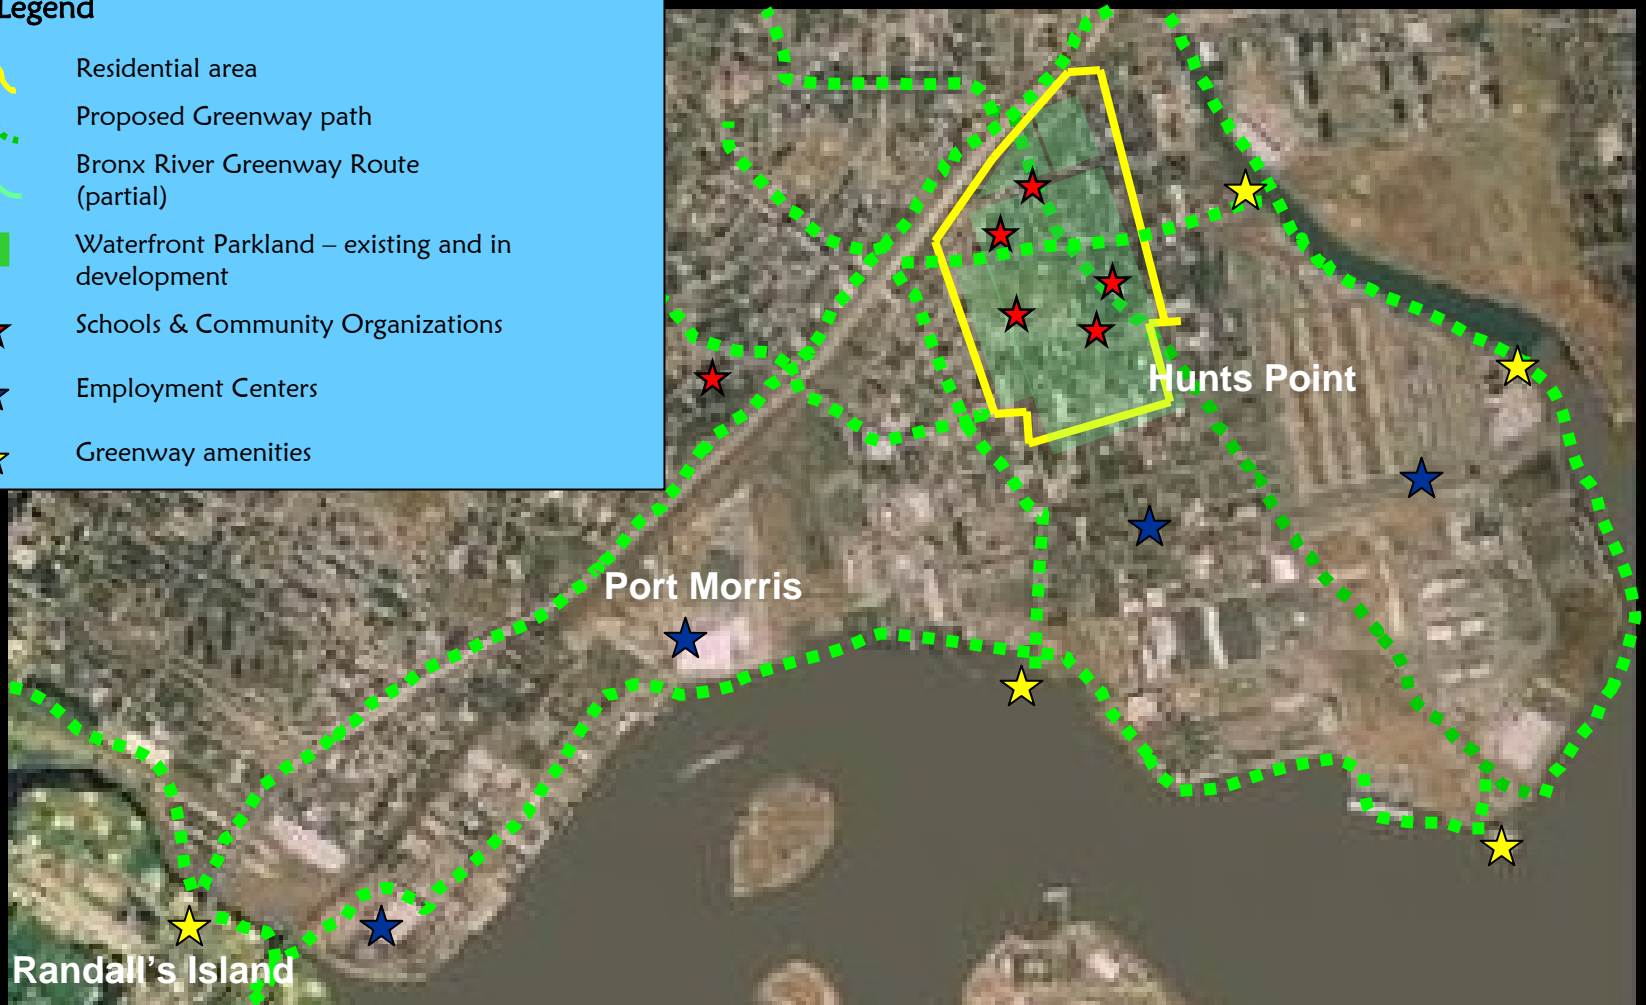 Legend
Residential area
Proposed Greenway path
Bronx River Greenway Route
(partial)
Waterfront Parkland – existing and in
development
Schools & Community Organizations
Employment Centers
Greenway amenities
Hunts Point
Port Morris
Randall's Island